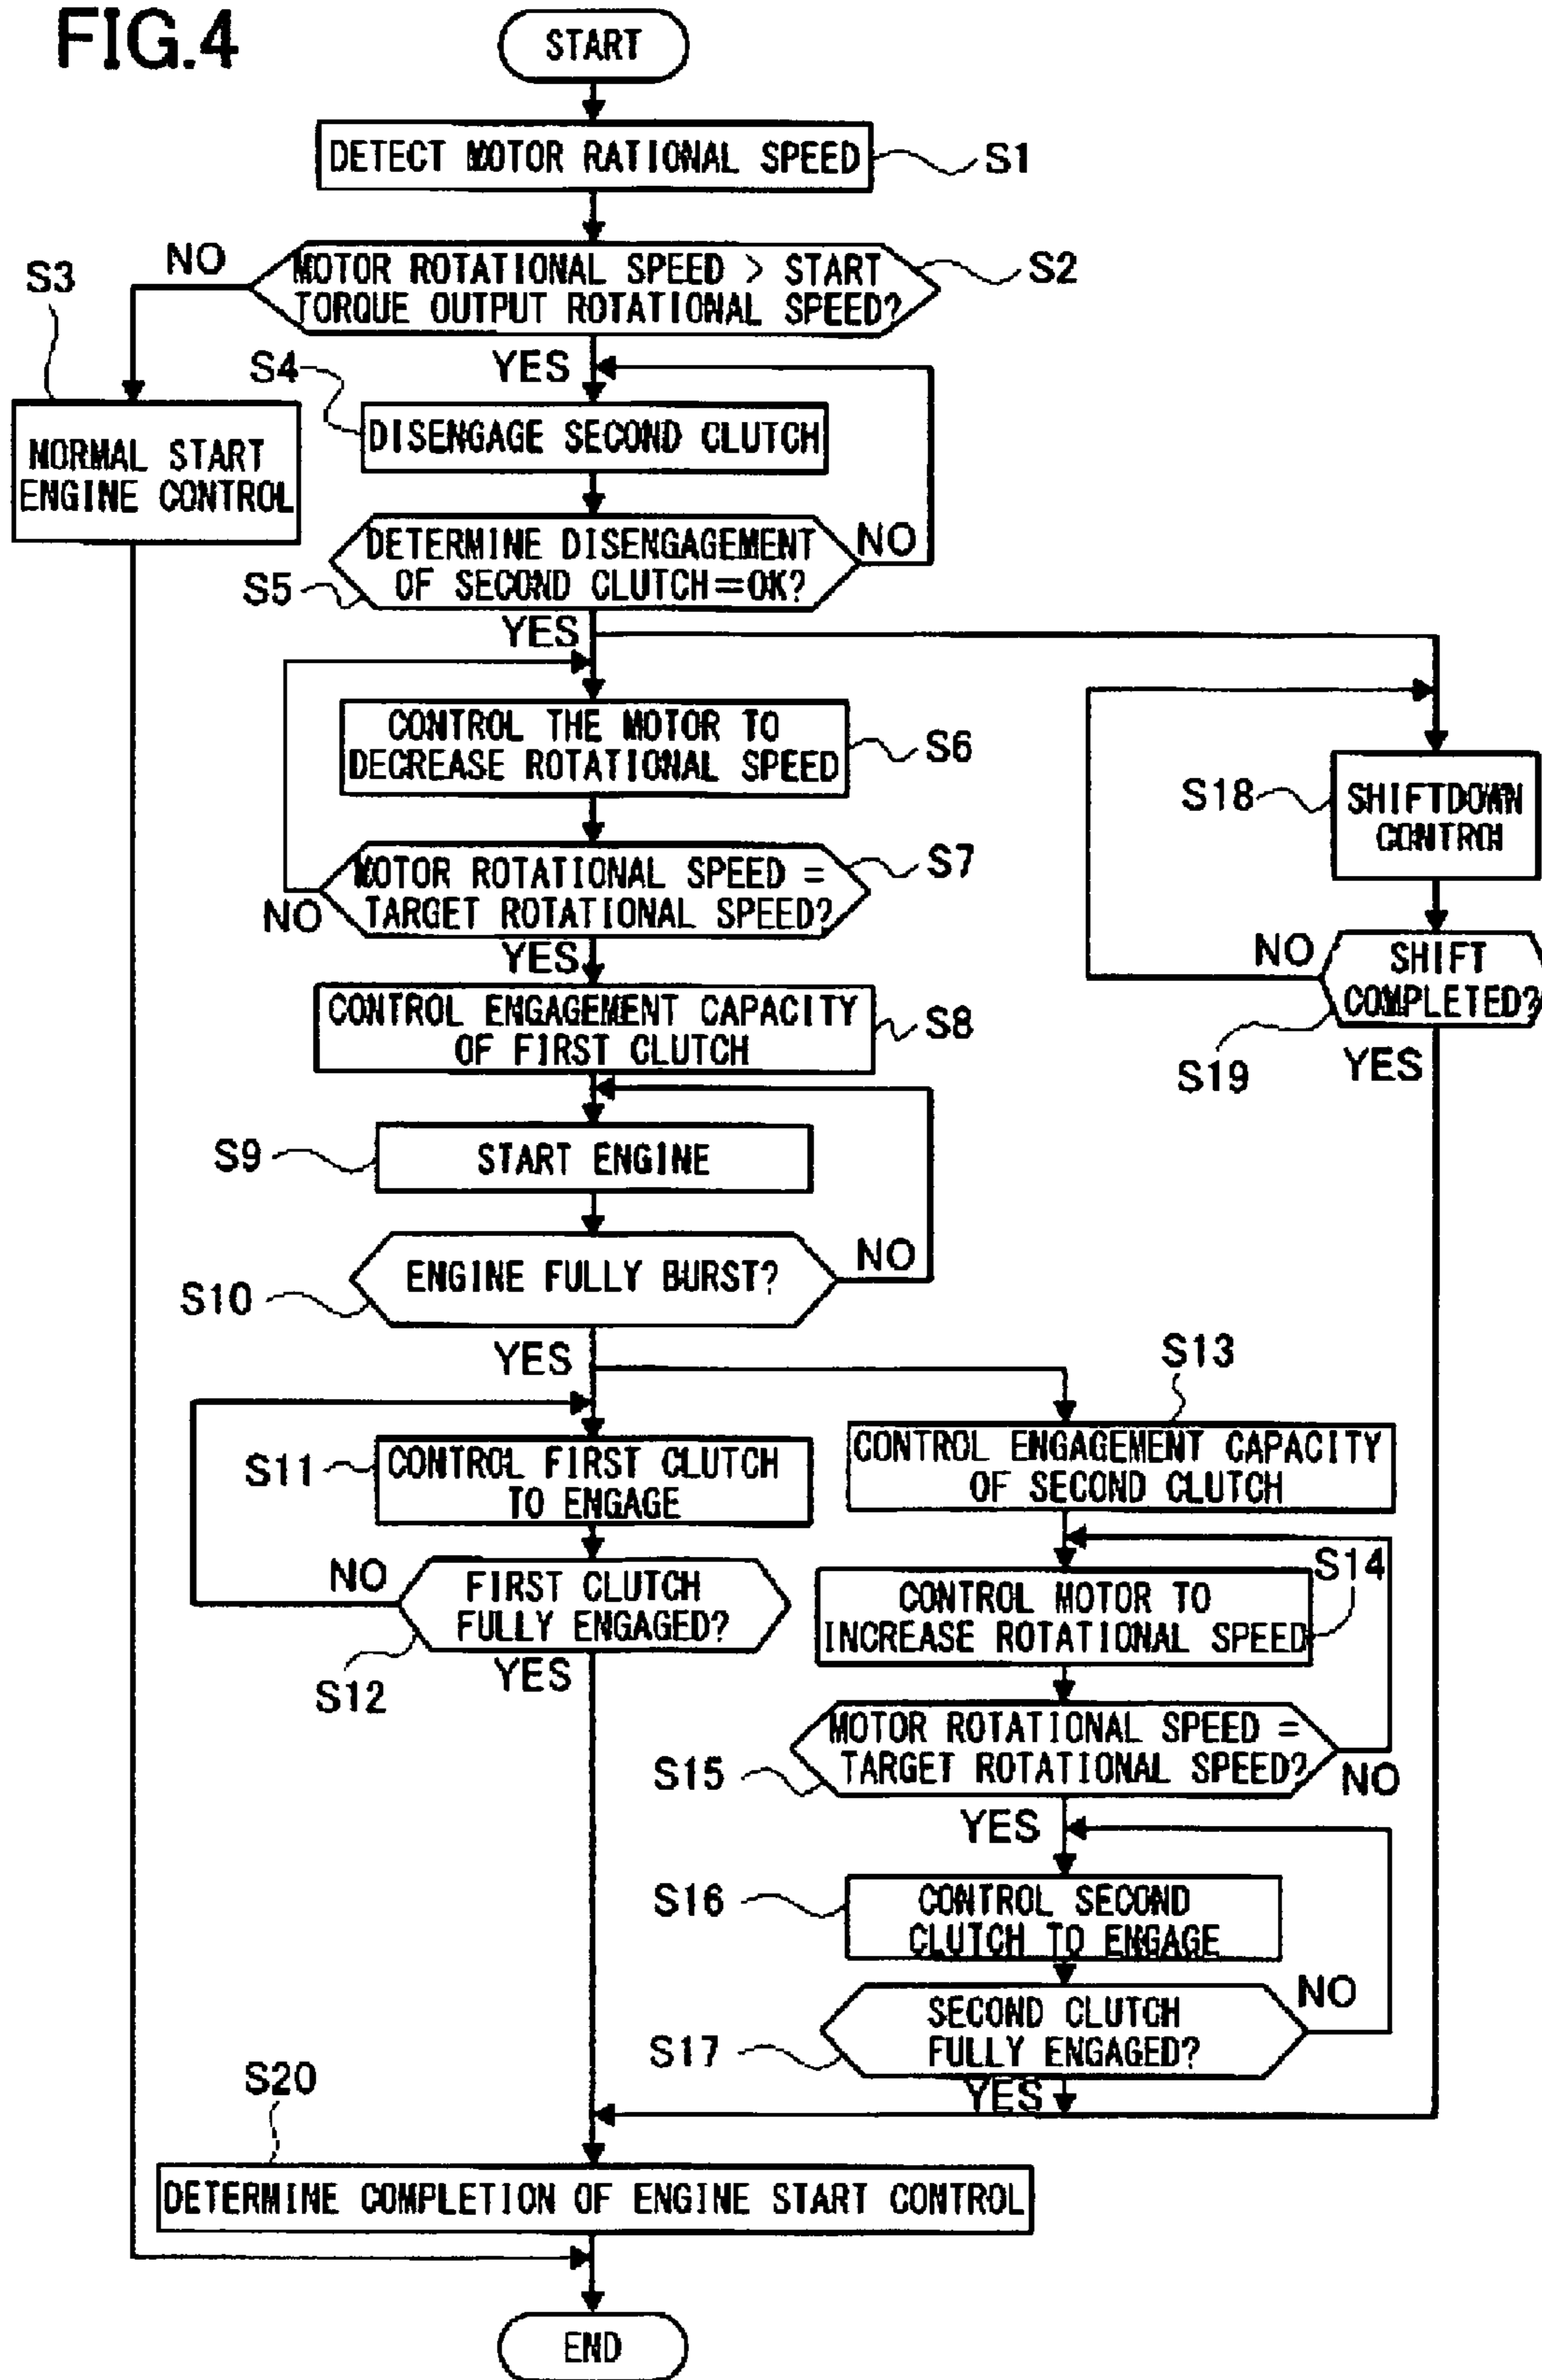 FIG.4
START
DETECT MOTOR RATIONAL SPEED
S1
NO
MOTOR ROTATIONAL SPEED > START
TORQUE OUTPUT ROTATIONAL SPEED?
S2
S3
YES
S4
DISENGAGE SECOND CLUTCH
NORMAL START
ENGINE CONTROL
DETERMINE DISENGAGEMENT
OF SECOND CLUTCH=OK?
NO
S5
YES
CONTROL THE MOTOR TO
DECREASE ROTATIONAL SPEED
S6
S18
SHIFTDOWN
CONTROL
MOTOR ROTATIONAL SPEED =
TARGET ROTATIONAL SPEED?
S7
NO
YES
NO
SHIFT
COMPLETED?
S19
YES
CONTROL ENGAGEMENT CAPACITY
OF FIRST CLUTCH
S8
S9
START ENGINE
ENGINE FULLY BURST?
NO
S10
YES
S13
S11
CONTROL FIRST CLUTCH
TO ENGAGE
CONTROL ENGAGEMENT CAPACITY
OF SECOND CLUTCH
NO
FIRST CLUTCH
FULLY ENGAGED?
S12
YES
S14
CONTROL MOTOR TO
INCREASE ROTATIONAL SPEED
MOTOR ROTATIONAL SPEED =
TARGET ROTATIONAL SPEED?
S15
NO
YES
S16
CONTROL SECOND
CLUTCH TO ENGAGE
SECOND CLUTCH
FULLY ENGAGED?
NO
S17
YES
S20
DETERMINE COMPLETION OF ENGINE START CONTROL
END